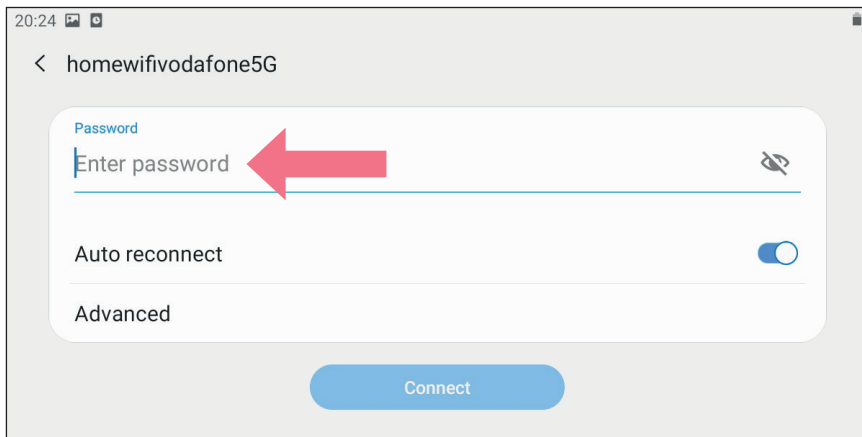 20:24
homewifivodafone5G
Password
Enter password
Auto reconnect
Advanced
Connect